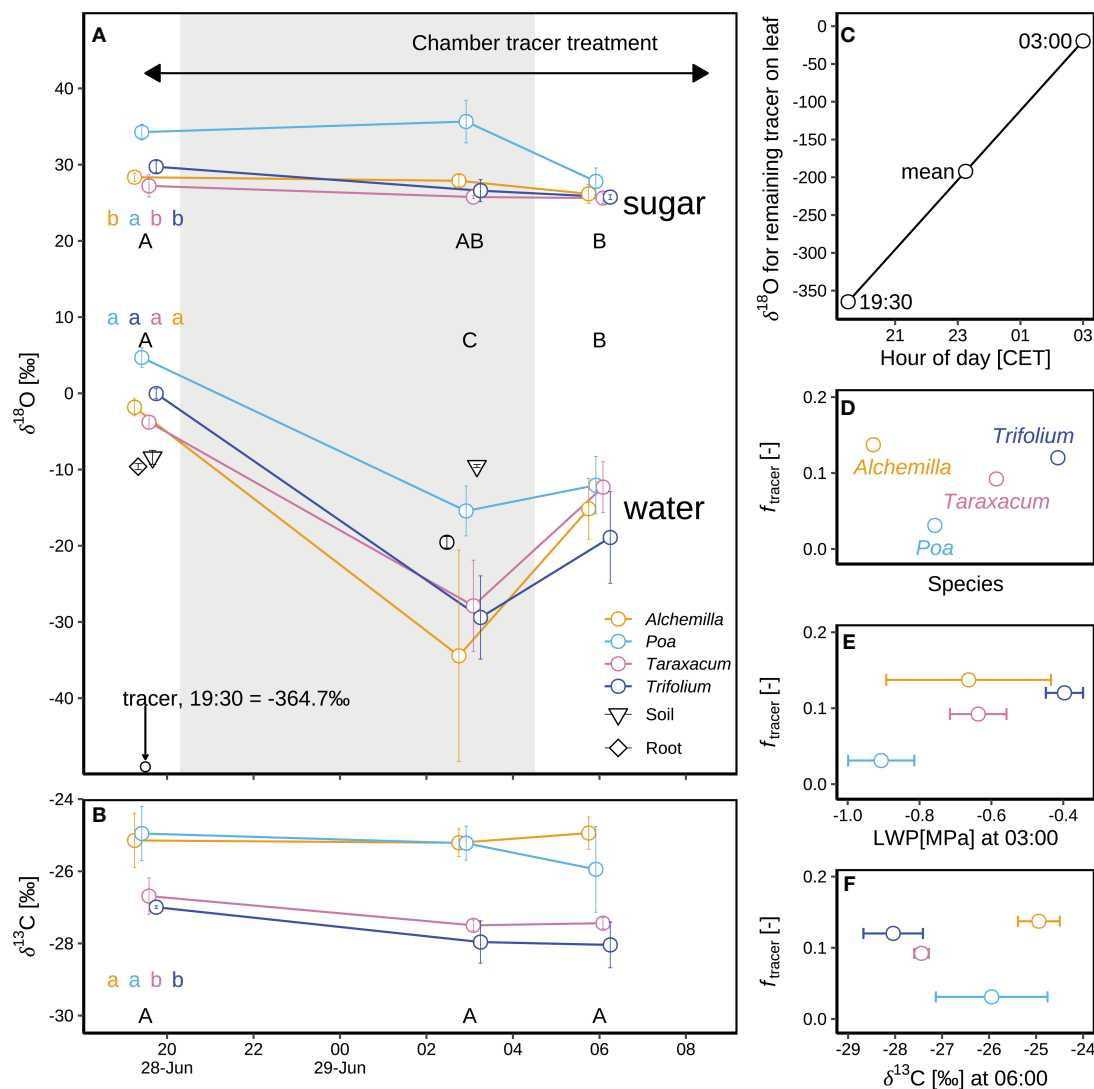 A
Chamber tracer treatment
40
30
20
10
0
-10
-20
-30
-40
δ18O [‰]
sugar
b a b b
A AB B
a a a a
A C B
water
Alchemilla
Poa
Taraxacum
Trifolium
Soil
Root
tracer, 19:30 = -364.7‰
B
-24
-26
-28
-30
δ13C [‰]
a a b b
A A A
20 22 00 02 04 06 08
28-Jun 29-Jun
C
0
-50
-100
-150
-200
-250
-300
-350
δ18O for remaining tracer on leaf
03:00
mean
19:30
21 23 01 03
Hour of day [CET]
D
0.2
0.1
0.0
ftracer [-]
Trifolium
Alchemilla
Taraxacum
Poa
Species
E
0.2
0.1
0.0
ftracer [-]
-1.0 -0.8 -0.6 -0.4
LWP[MPa] at 03:00
F
0.2
0.1
0.0
ftracer [-]
-29 -28 -27 -26 -25 -24
δ13C [‰] at 06:00